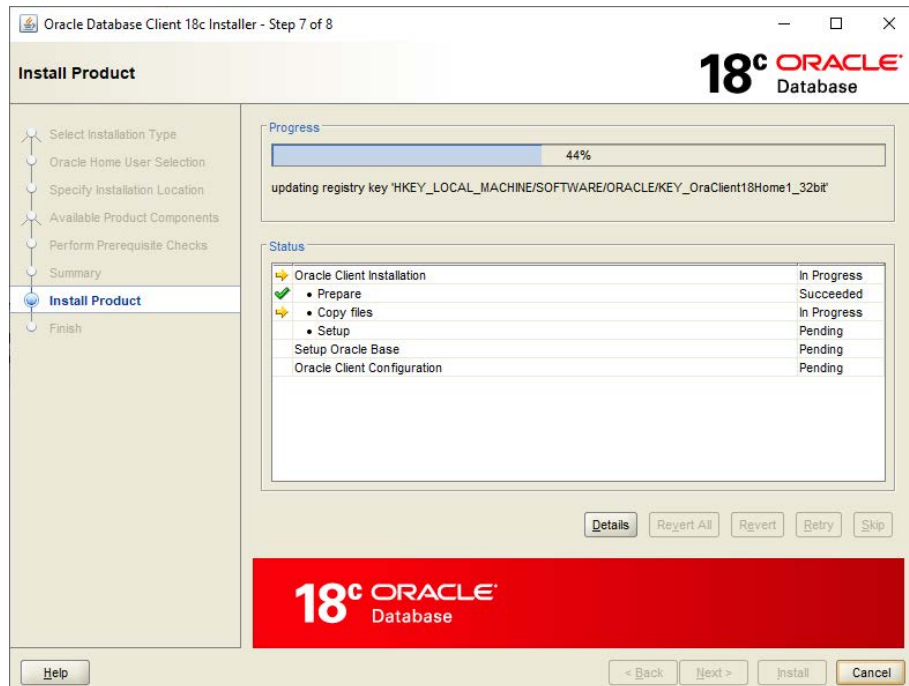 Oracle Database Client 18c Installer - Step 7 of 8
Install Product
18c ORACLE
Database
Select Installation Type
Oracle Home User Selection
Specify Installation Location
Available Product Components
Perform Prerequisite Checks
Summary
Install Product
Finish
Progress
44%
updating registry key 'HKEY_LOCAL_MACHINE/SOFTWARE/ORACLE/KEY_OraClient18Home1_32bit'
Status
Oracle Client Installation In Progress
• Prepare Succeeded
• Copy files In Progress
• Setup Pending
Setup Oracle Base Pending
Oracle Client Configuration Pending
Details Revert All Revert Retry Skip
18c ORACLE
Database
Help < Back Next > Install Cancel